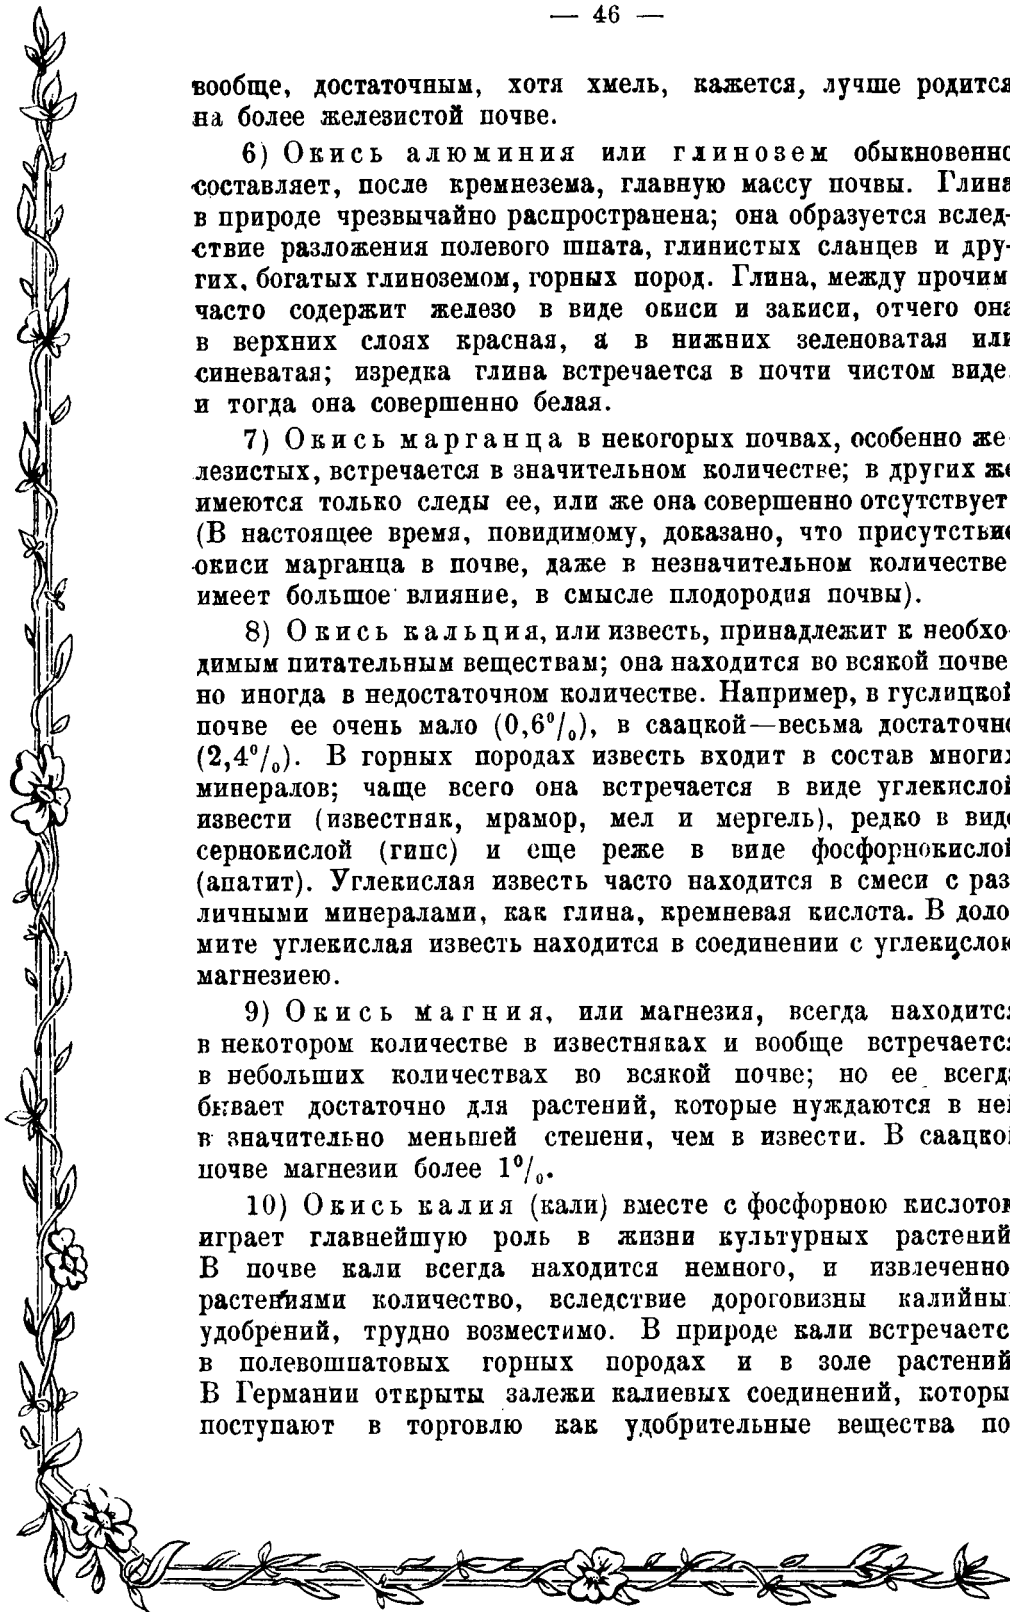 — 46 —
вообще, достаточным, хотя хмель, кажется, лучше родится
на более железистой почве.
6) Окись алюминия или глинозем обыкновенно
составляет, после кремнезема, главную массу почвы. Глина
в природе чрезвычайно распространена; она образуется вслед-
ствие разложения полевого шпата, глинистых сланцев и дру-
гих, богатых глиноземом, горных пород. Глина, между прочим
часто содержит железо в виде окиси и закиси, отчего она
в верхних слоях красная, а в нижних зеленоватая или
синеватая; изредка глина встречается в почти чистом виде,
и тогда она совершенно белая.
7) Окись марганца в некоторых почвах, особенно же-
лезистых, встречается в значительном количестве; в других же
имеются только следы ее, или же она совершенно отсутствует
(В настоящее время, повидимому, доказано, что присутствие
окиси марганца в почве, даже в незначительном количестве
имеет большое влияние, в смысле плодородия почвы).
8) Окись кальция, или известь, принадлежит к необхо-
димым питательным веществам; она находится во всякой почве
но иногда в недостаточном количестве. Например, в гуслицкой
почве ее очень мало (0,6%), в саацкой—весьма достаточно
(2,4%). В горных породах известь входит в состав многих
минералов; чаще всего она встречается в виде углекислой
извести (известняк, мрамор, мел и мергель), редко в виде
сернокислой (гипс) и еще реже в виде фосфорнокислой
(апатит). Углекислая известь часто находится в смеси с раз
личными минералами, как глина, кремневая кислота. В доло
мите углекислая известь находится в соединении с углекислою
магнезиею.
9) Окись магния, или магнезия, всегда находится
в некотором количестве в известняках и вообще встречается
в небольших количествах во всякой почве; но ее всегда
бывает достаточно для растений, которые нуждаются в ней
в значительно меньшей степени, чем в извести. В саацкой
почве магнезии более 1%.
10) Окись калия (кали) вместе с фосфорною кислотою
играет главнейшую роль в жизни культурных растений
В почве кали всегда находится немного, и извлеченно
растениями количество, вследствие дороговизны калийны
удобрений, трудно возместимо. В природе кали встречаетс
в полевошпатовых горных породах и в золе растений
В Германии открыты залежи калиевых соединений, которы
поступают в торговлю как удобрительные вещества по